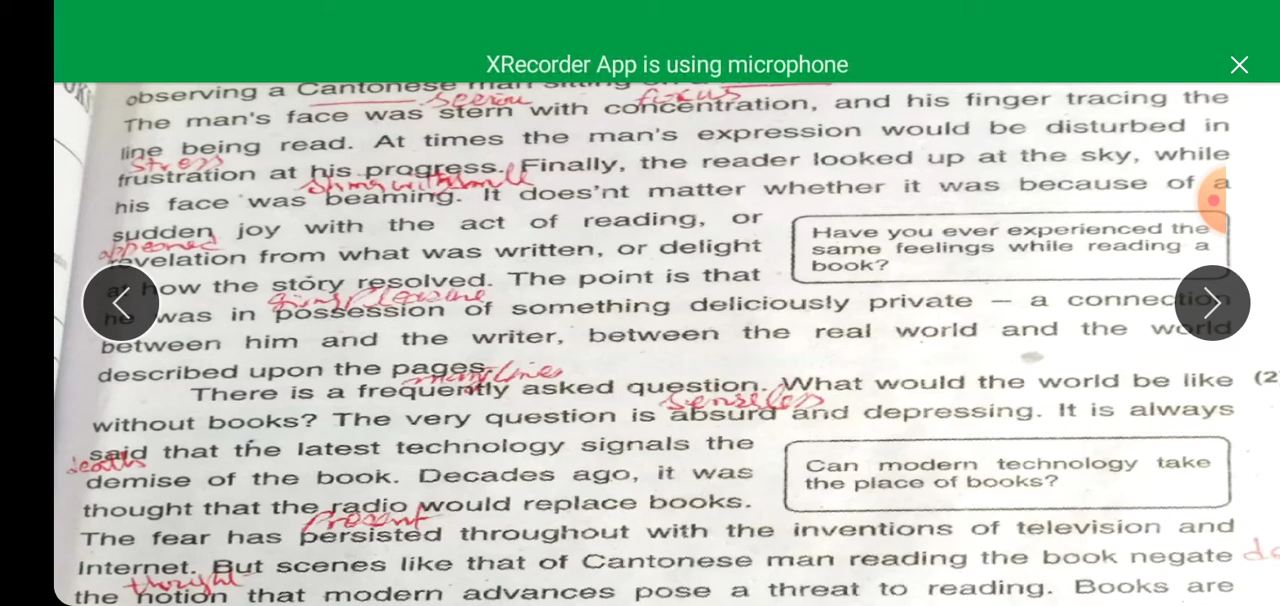 XRecorder App is using microphone
observing a Cantonese man sitting on a
The man's face was stern with concentration, and his finger tracing the
line being read. At times the man's expression would be disturbed in
stress
frustration at his progress. Finally, the reader looked up at the sky, while
his face was beaming. It does'nt matter whether it was because of a
sudden joy with the act of reading, or
revelation from what was written, or delight
at how the story resolved. The point is that
Have you ever experienced the
same feelings while reading a
book?
he was in possession of something deliciously private – a connection
between him and the writer, between the real world and the world
described upon the pages.
many times
There is a frequently asked question. What would the world be like (2
senseless
without books? The very question is absurd and depressing. It is always
said that the latest technology signals the
death
demise of the book. Decades ago, it was
thought that the radio would replace books.
Can modern technology take
the place of books?
Present
The fear has persisted throughout with the inventions of television and
Internet. But scenes like that of Cantonese man reading the book negate
thought
the notion that modern advances pose a threat to reading. Books are